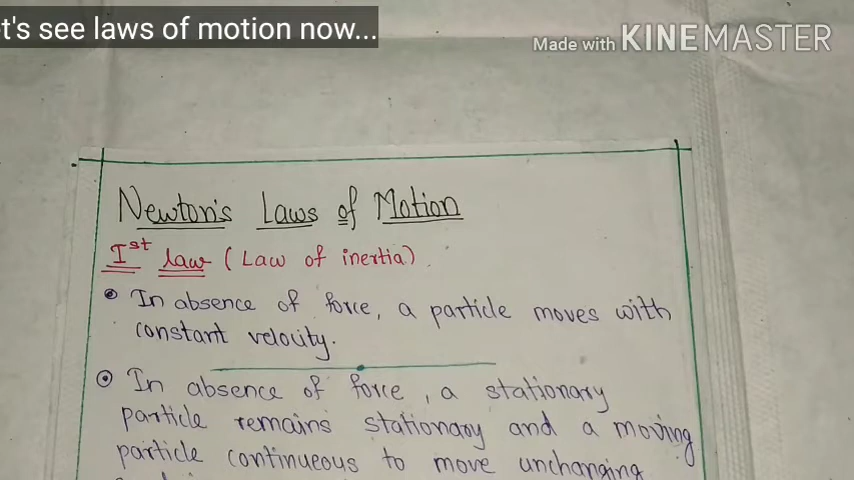 t's see laws of motion now...
Made with KINEMASTER
Newton's Laws of Motion
Ist law (Law of inertia)
In absence of force, a particle moves with
constant velocity.
In absence of force, a stationary
particle remains stationary and a moving
particle continueous to move unchanging